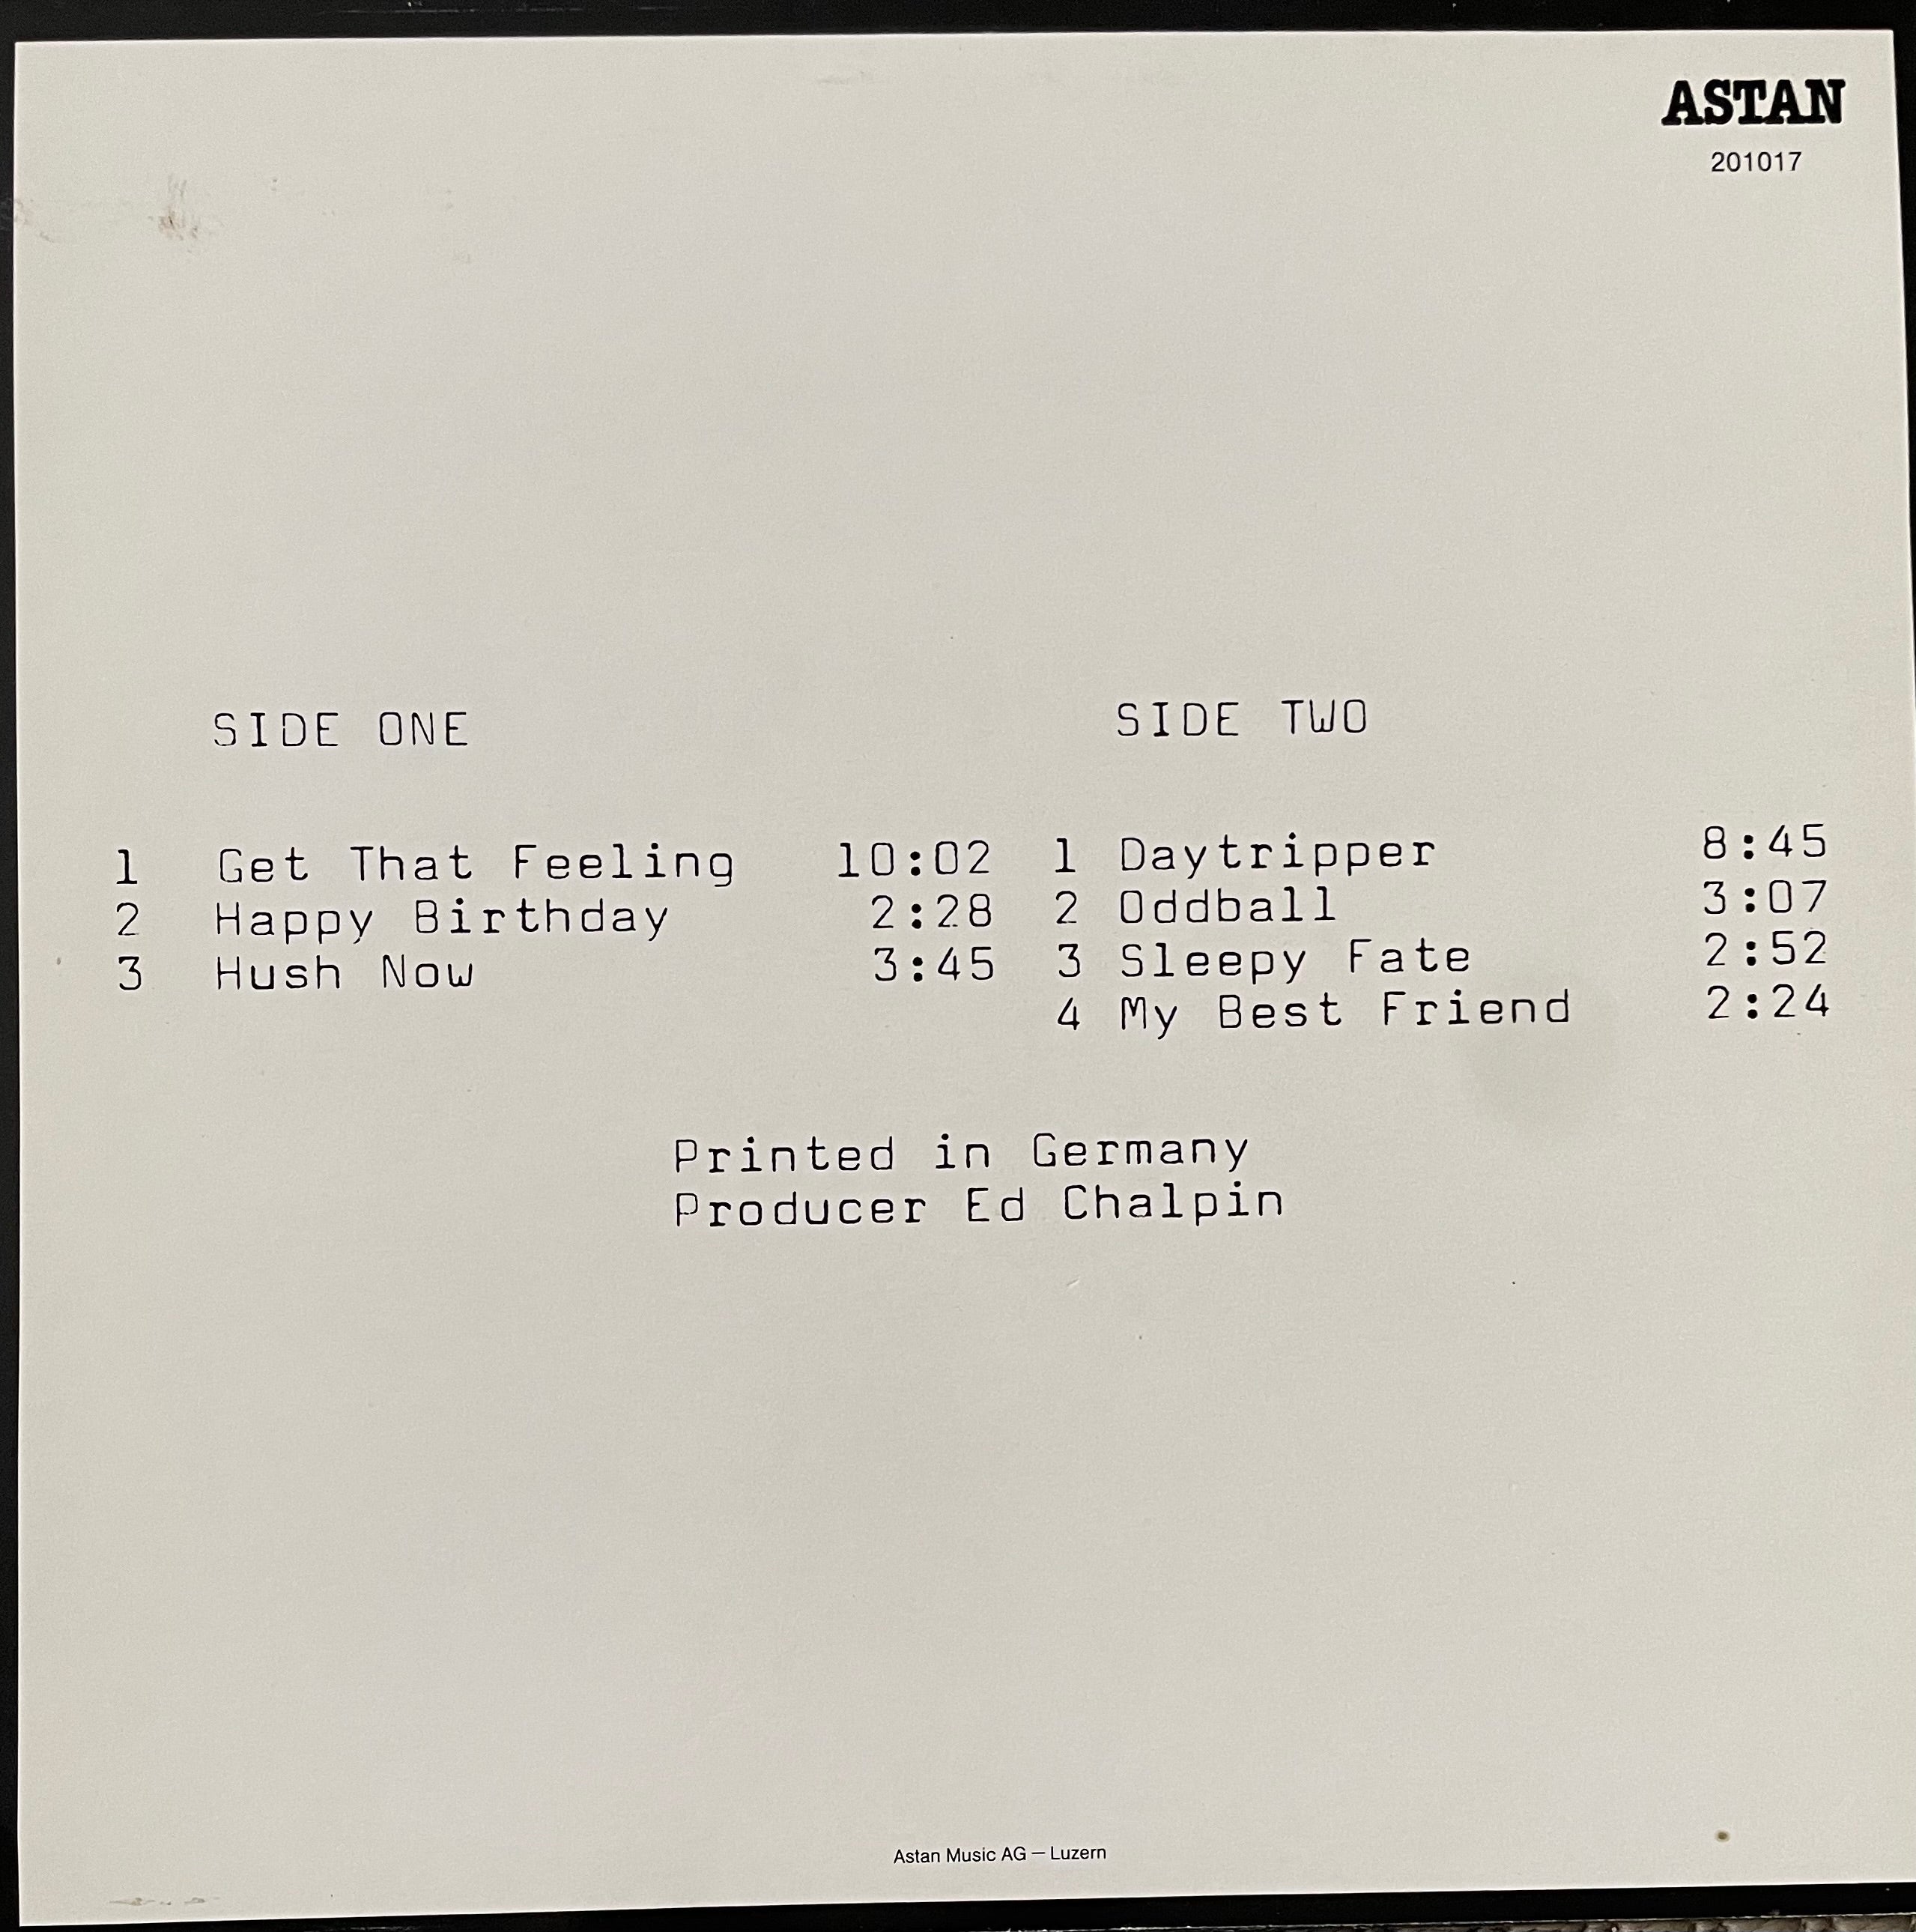 ASTAN
201017
SIDE ONE
1 Get That Feeling 10:02
2 Happy Birthday 2:28
3 Hush Now 3:45
SIDE TWO
1 Daytripper 8:45
2 Oddball 3:07
3 Sleepy Fate 2:52
4 My Best Friend 2:24
Printed in Germany
Producer Ed Chalpin
Astan Music AG — Luzern